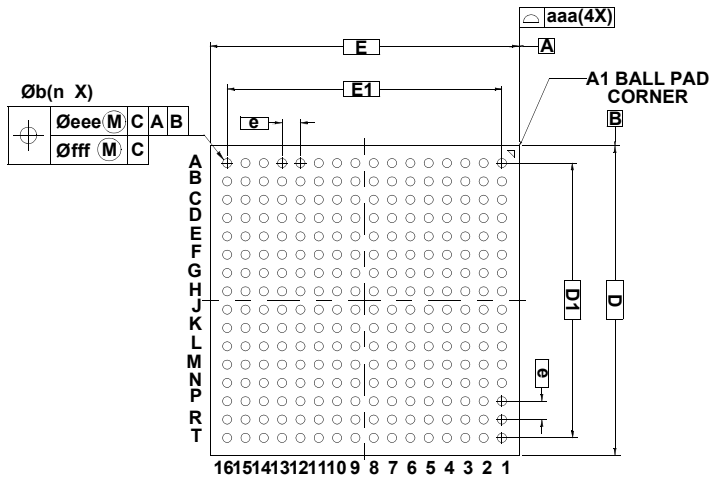 aaa(4X)
E
A
E1
A1 BALL PAD
CORNER
Øb(n X)
e
B
Øeee M C A B
Øfff M C
A
B
C
D
E
F
G
H
J
K
L
M
N
P
R
T
D1
D
e
16 15 14 13 12 11 10 9 8 7 6 5 4 3 2 1